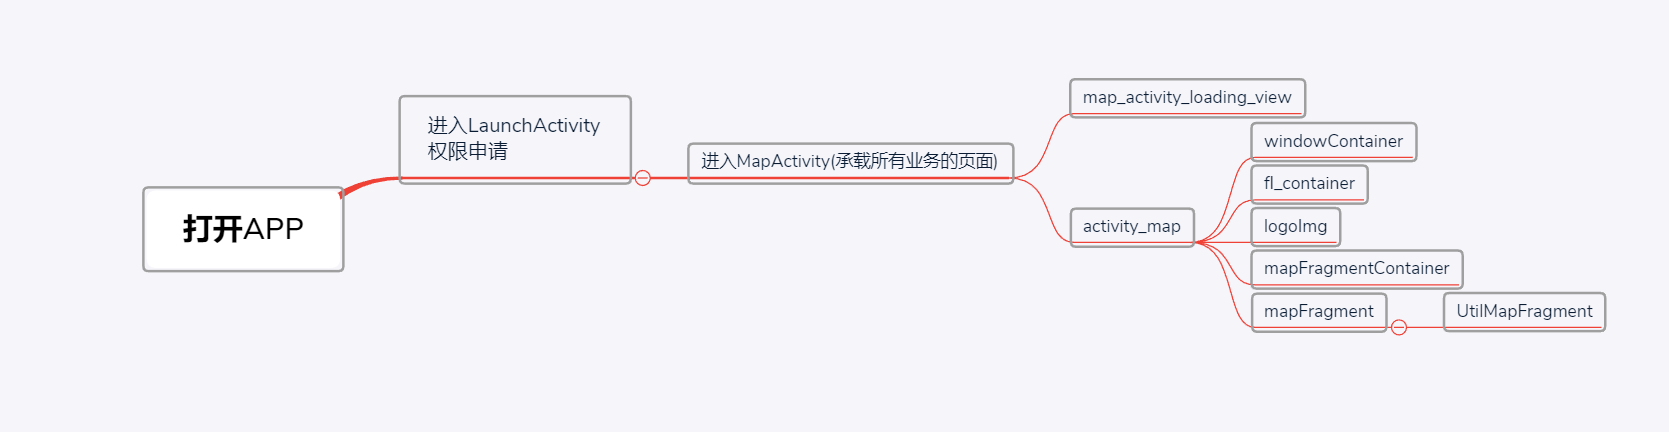 打开APP
进入LaunchActivity
权限申请
进入MapActivity(承载所有业务的页面)
map_activity_loading_view
activity_map
windowContainer
fl_container
logoImg
mapFragmentContainer
mapFragment
UtilMapFragment